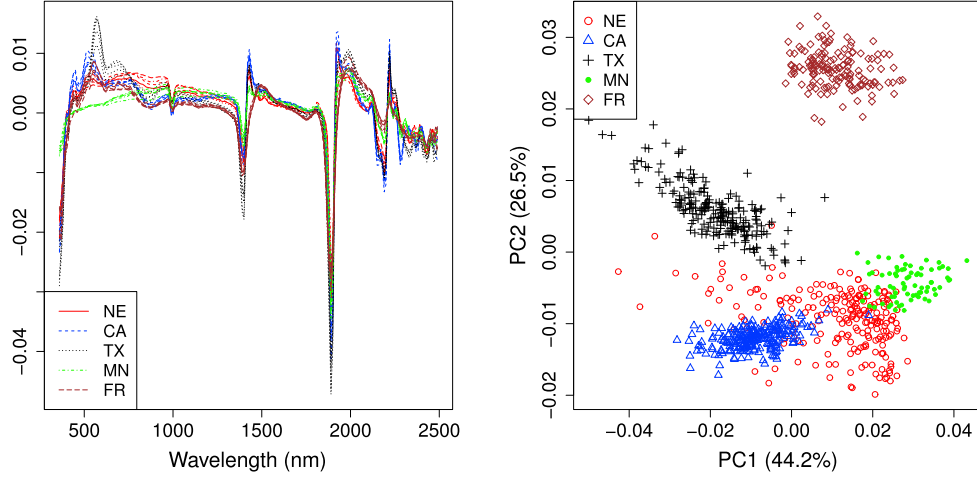 0.01
0.00
−0.02
−0.04
NE
CA
TX
MN
FR
500
1000
1500
2000
2500
Wavelength (nm)
NE
CA
TX
MN
FR
0.03
0.02
0.01
0.00
−0.01
−0.02
PC2 (26.5%)
−0.04
−0.02
0.00
0.02
0.04
PC1 (44.2%)